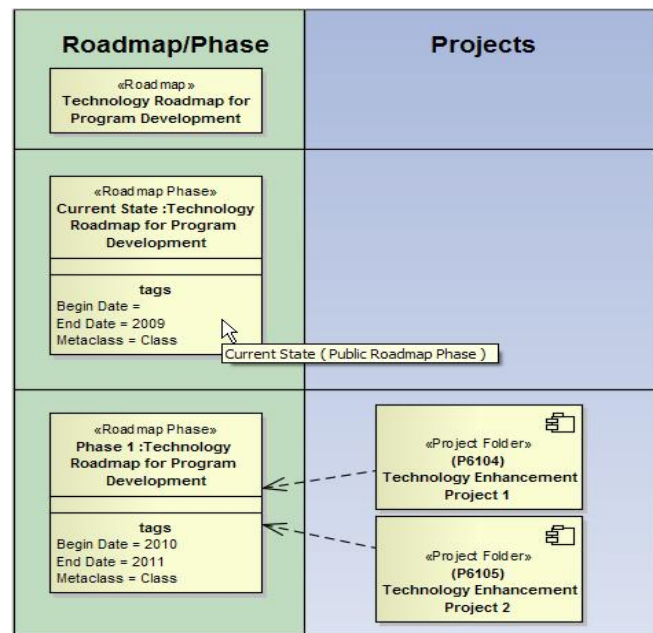 Roadmap/Phase
Projects
«Roadmap»
Technology Roadmap for
Program Development
«Roadmap Phase»
Current State :Technology
Roadmap for Program
Development
tags
Begin Date =
End Date = 2009
Metaclass = Class
Current State ( Public Roadmap Phase )
«Roadmap Phase»
Phase 1 :Technology
Roadmap for Program
Development
tags
Begin Date = 2010
End Date = 2011
Metaclass = Class
«Project Folder»
(P6104)
Technology Enhancement
Project 1
«Project Folder»
(P6105)
Technology Enhancement
Project 2